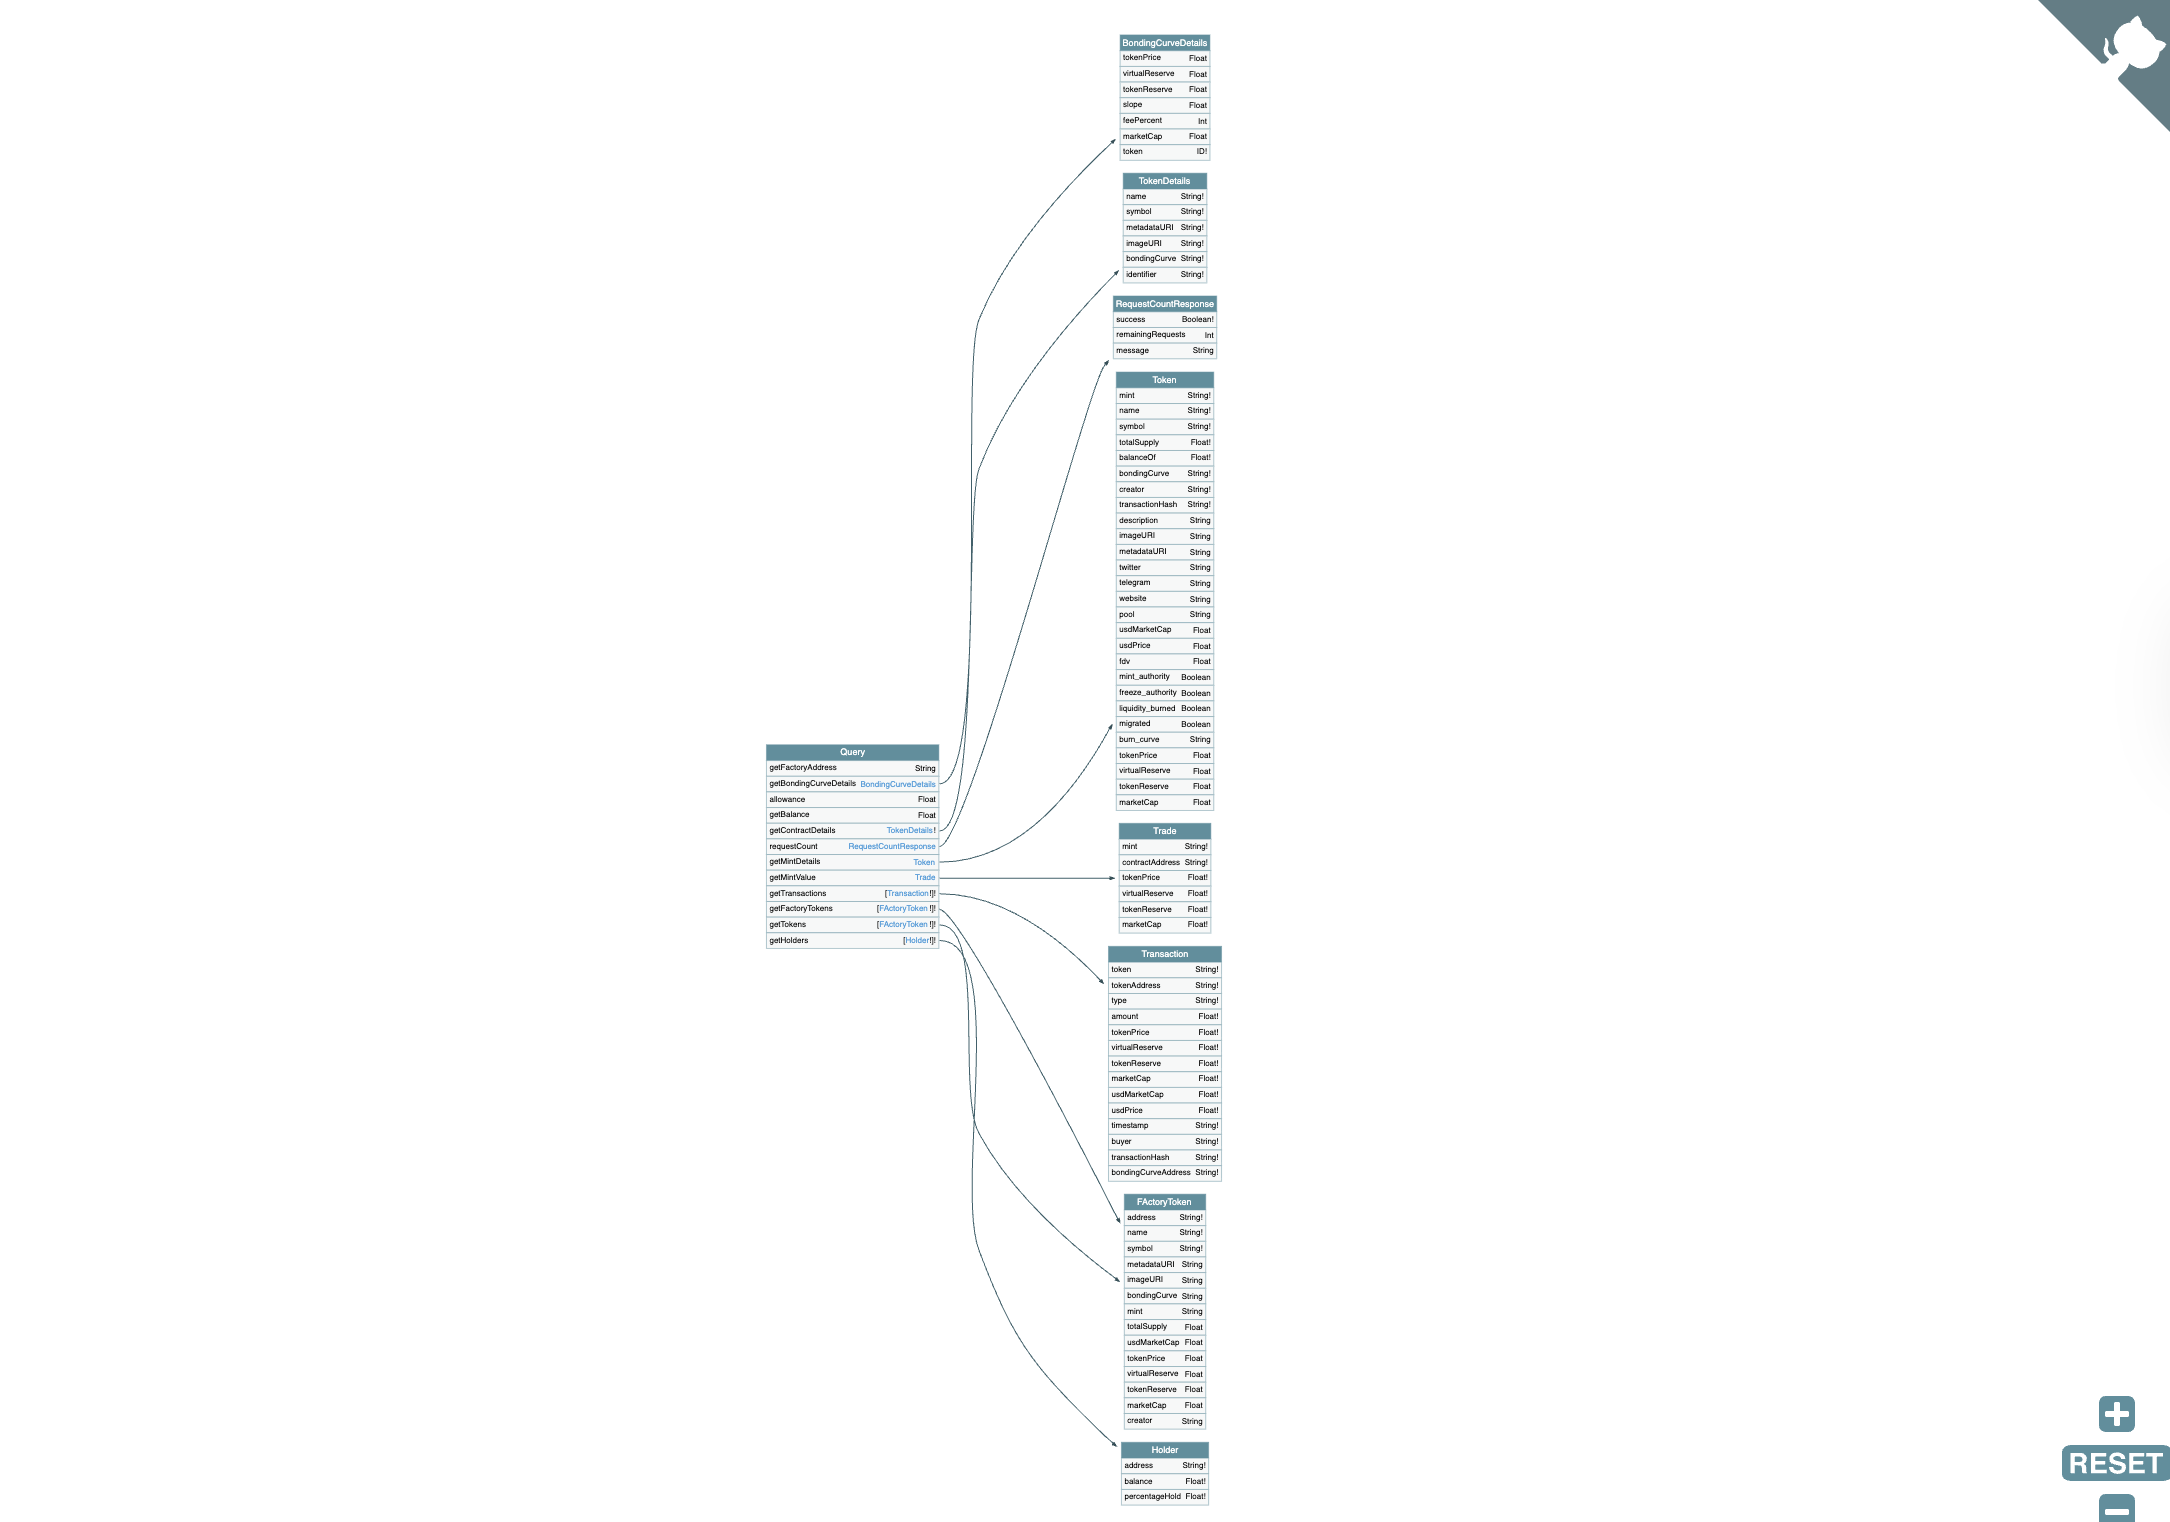 BondingCurveDetails
tokenPrice Float
virtualReserve Float
tokenReserve Float
slope Float
feePercent Int
marketCap Float
token ID!
TokenDetails
name String!
symbol String!
metadataURI String!
imageURI String!
bondingCurve String!
identifier String!
RequestCountResponse
success Boolean!
remainingRequests Int
message String
Token
mint String!
name String!
symbol String!
totalSupply Float!
balanceOf Float!
bondingCurve String!
creator String!
transactionHash String!
description String
imageURI String
metadataURI String
twitter String
telegram String
website String
pool String
usdMarketCap Float
usdPrice Float
fdv Float
mint_authority Boolean
freeze_authority Boolean
liquidity_burned Boolean
migrated Boolean
burn_curve String
tokenPrice Float
virtualReserve Float
tokenReserve Float
marketCap Float
Query
getFactoryAddress String
getBondingCurveDetails BondingCurveDetails
allowance Float
getBalance Float
getContractDetails TokenDetails!
requestCount RequestCountResponse
getMintDetails Token
getMintValue Trade
getTransactions [Transaction!]!
getFactoryTokens [FActoryToken!]!
getTokens [FActoryToken!]!
getHolders [Holder!]!
Trade
mint String!
contractAddress String!
tokenPrice Float!
virtualReserve Float!
tokenReserve Float!
marketCap Float!
Transaction
token String!
tokenAddress String!
type String!
amount Float!
tokenPrice Float!
virtualReserve Float!
tokenReserve Float!
marketCap Float!
usdMarketCap Float!
usdPrice Float!
timestamp String!
buyer String!
transactionHash String!
bondingCurveAddress String!
FActoryToken
address String!
name String!
symbol String!
metadataURI String
imageURI String
bondingCurve String
mint String
totalSupply Float
usdMarketCap Float
tokenPrice Float
virtualReserve Float
tokenReserve Float
marketCap Float
creator String
Holder
address String!
balance Float!
percentageHold Float!
RESET